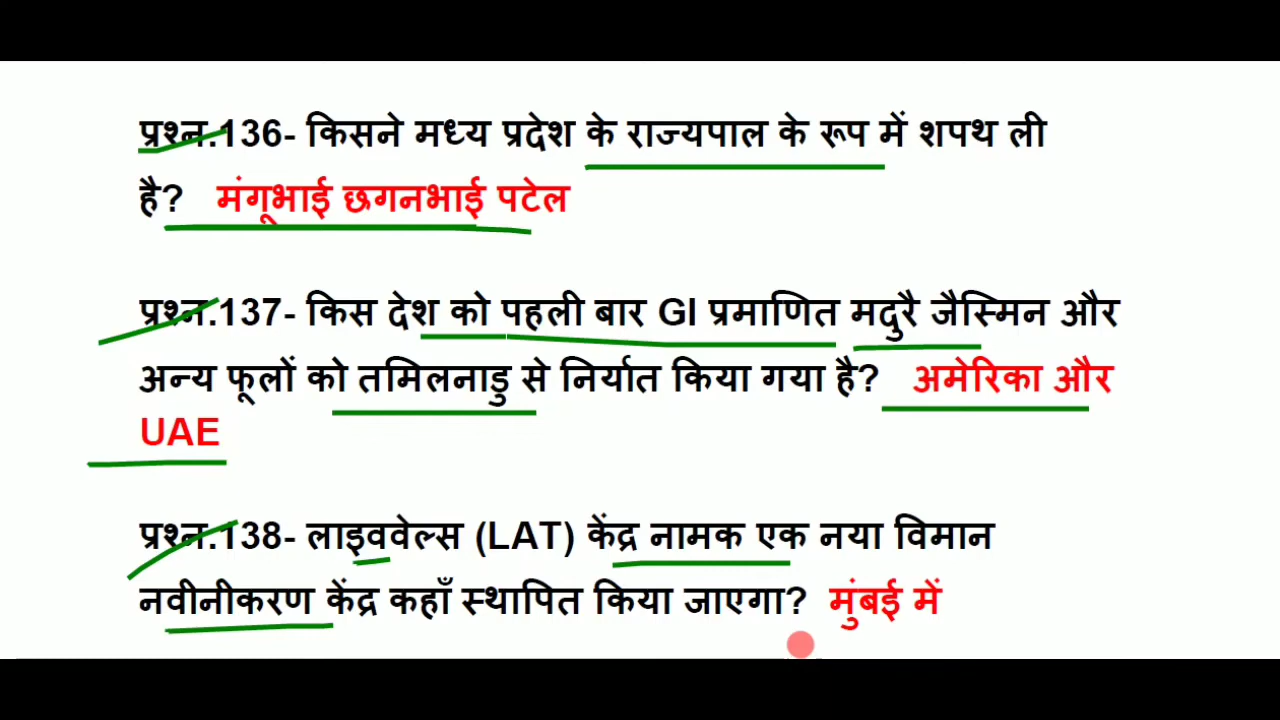 प्रश्न.136- किसने मध्य प्रदेश के राज्यपाल के रूप में शपथ ली
है? मंगूभाई छगनभाई पटेल
प्रश्न.137- किस देश को पहली बार GI प्रमाणित मदुरै जैस्मिन और
अन्य फूलों को तमिलनाडु से निर्यात किया गया है? अमेरिका और
UAE
प्रश्न.138- लाइववेल्स (LAT) केंद्र नामक एक नया विमान
नवीनीकरण केंद्र कहाँ स्थापित किया जाएगा? मुंबई में